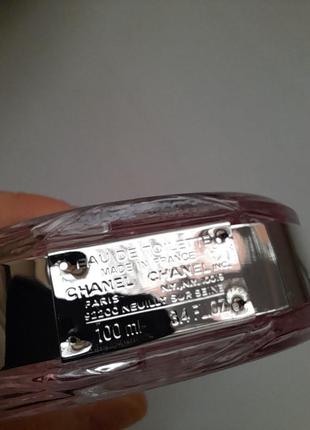 EAU DE TOILETTE
MADE IN FRANCE
CHANEL CHANEL INC.
PARIS N.Y., N.Y. 10019
92200 NEUILLY SUR SEINE
100 ml 3.4 FL. OZ.